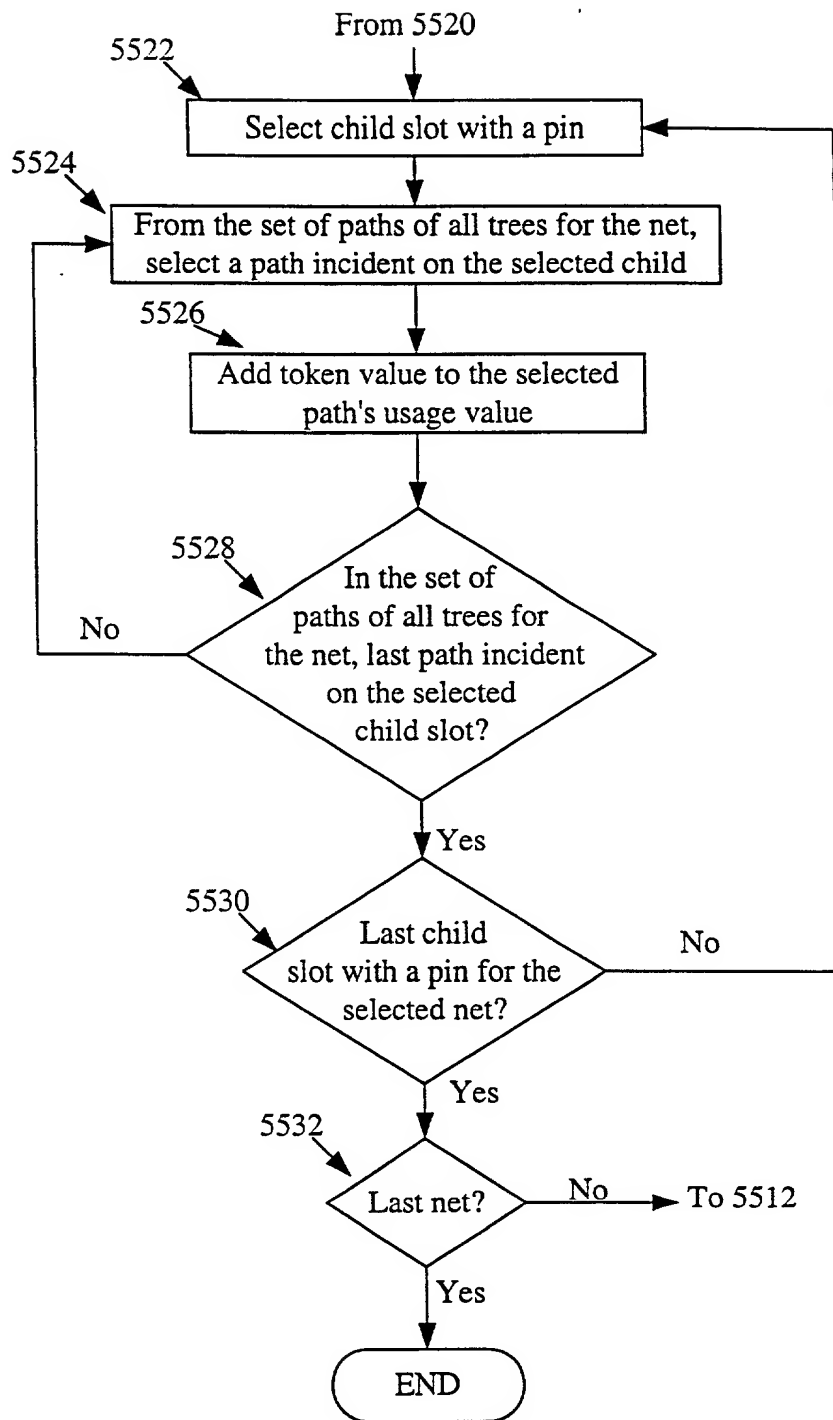 From 5520
5522
Select child slot with a pin
5524
From the set of paths of all trees for the net,
select a path incident on the selected child
5526
Add token value to the selected
path's usage value
5528
In the set of
paths of all trees for
the net, last path incident
on the selected
child slot?
No
Yes
5530
Last child
slot with a pin for the
selected net?
No
Yes
5532
Last net?
No
To 5512
Yes
END